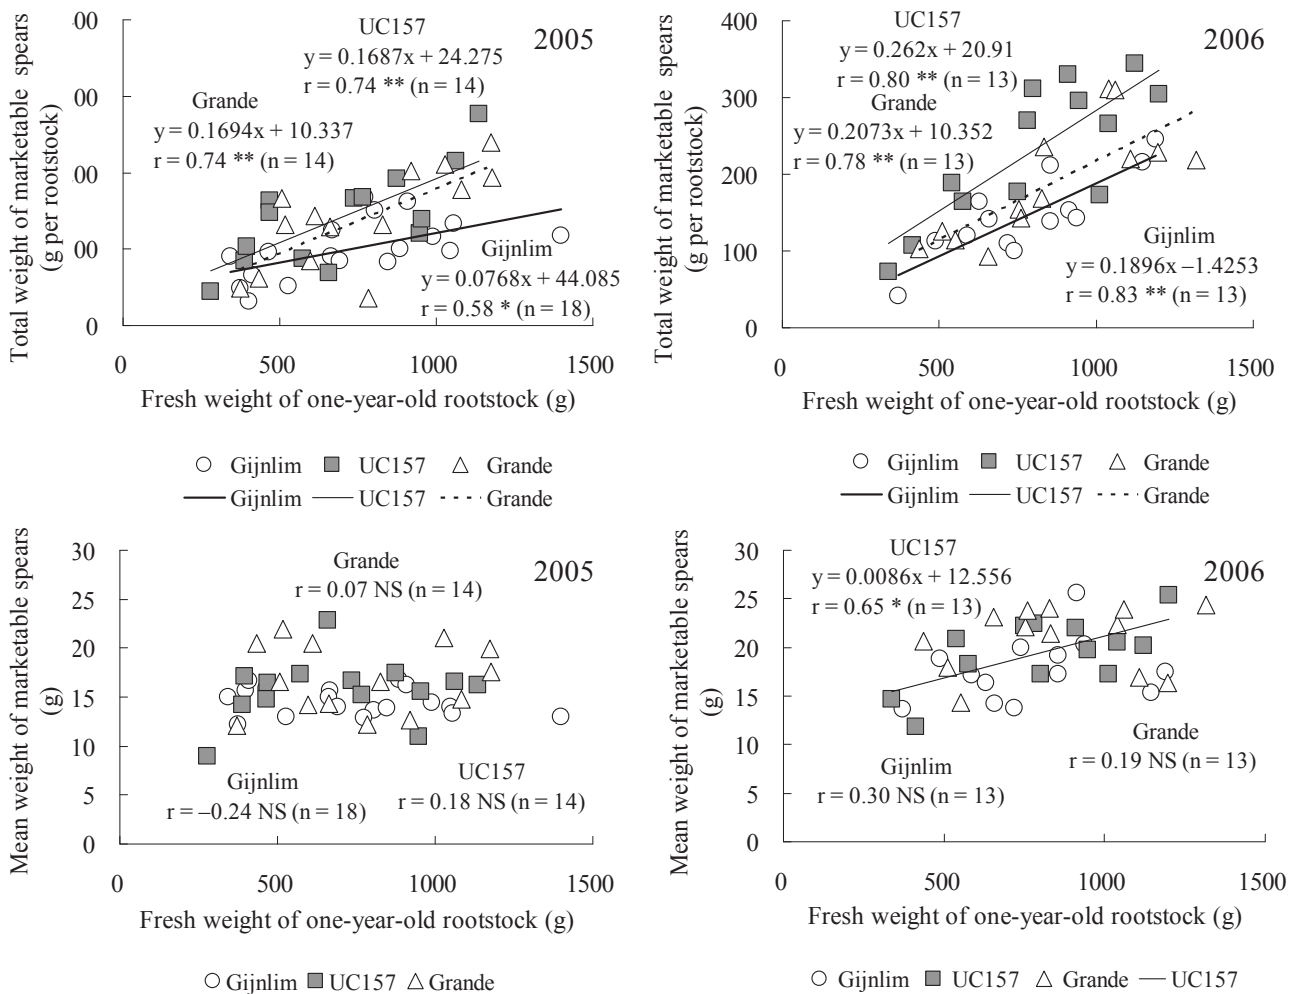 UC157
y = 0.1687x + 24.275
r = 0.74 ** (n = 14)
2005
Grande
y = 0.1694x + 10.337
r = 0.74 ** (n = 14)
Gijnlim
y = 0.0768x + 44.085
r = 0.58 * (n = 18)
Total weight of marketable spears
(g per rootstock)
00
00
00
00
0
0 500 1000 1500
Fresh weight of one-year-old rootstock (g)
Gijnlim UC157 Grande
Gijnlim UC157 Grande
UC157
y = 0.262x + 20.91
r = 0.80 ** (n = 13)
2006
Grande
y = 0.2073x + 10.352
r = 0.78 ** (n = 13)
Gijnlim
y = 0.1896x –1.4253
r = 0.83 ** (n = 13)
Total weight of marketable spears
(g per rootstock)
400
300
200
100
0
0 500 1000 1500
Fresh weight of one-year-old rootstock (g)
Gijnlim UC157 Grande
Gijnlim UC157 Grande
Grande
r = 0.07 NS (n = 14)
2005
Gijnlim
r = –0.24 NS (n = 18)
UC157
r = 0.18 NS (n = 14)
Mean weight of marketable spears
(g)
30
25
20
15
10
5
0
0 500 1000 1500
Fresh weight of one-year-old rootstock (g)
Gijnlim UC157 Grande
UC157
y = 0.0086x + 12.556
r = 0.65 * (n = 13)
2006
Grande
r = 0.19 NS (n = 13)
Gijnlim
r = 0.30 NS (n = 13)
Mean weight of marketable spears
(g)
30
25
20
15
10
5
0
0 500 1000 1500
Fresh weight of one-year-old rootstock (g)
Gijnlim UC157 Grande UC157